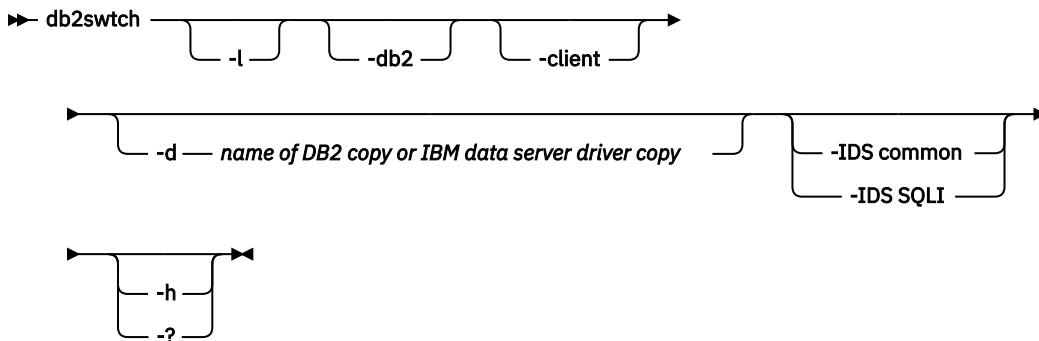 db2swtch
-l -db2 -client
-d name of DB2 copy or IBM data server driver copy -IDS common
-IDS SQLI
-h
-?